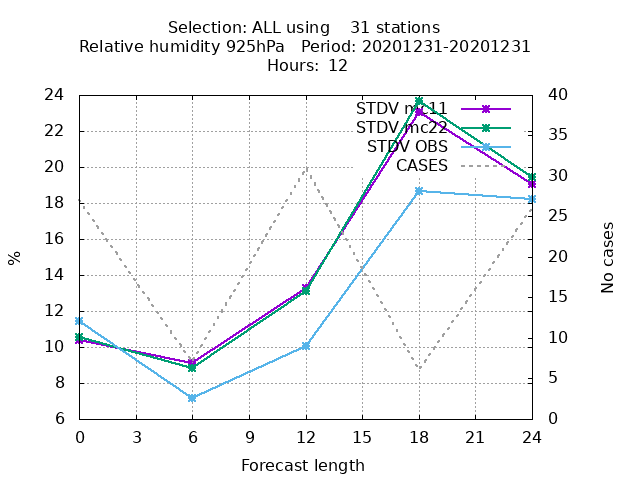 Selection: ALL using    31 stations
Relative humidity 925hPa   Period: 20201231-20201231
Hours: 12
STDV mc11
STDV mc22
STDV OBS
CASES
24
22
20
18
16
14
12
10
8
6
%
40
35
30
25
20
15
10
5
0
No cases
0 3 6 9 12 15 18 21 24
Forecast length